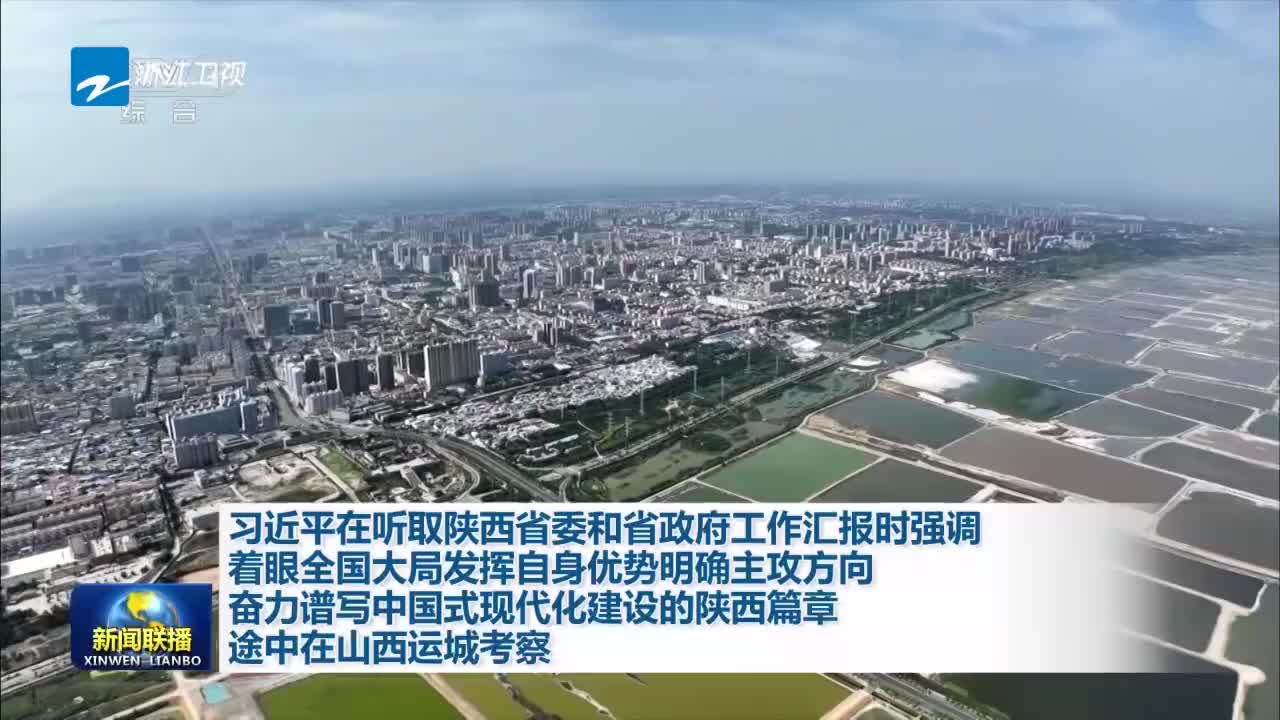 浙江卫视
综合
习近平在听取陕西省委和省政府工作汇报时强调
着眼全国大局发挥自身优势明确主攻方向
奋力谱写中国式现代化建设的陕西篇章
途中在山西运城考察
新闻联播
XINWEN LIANBO